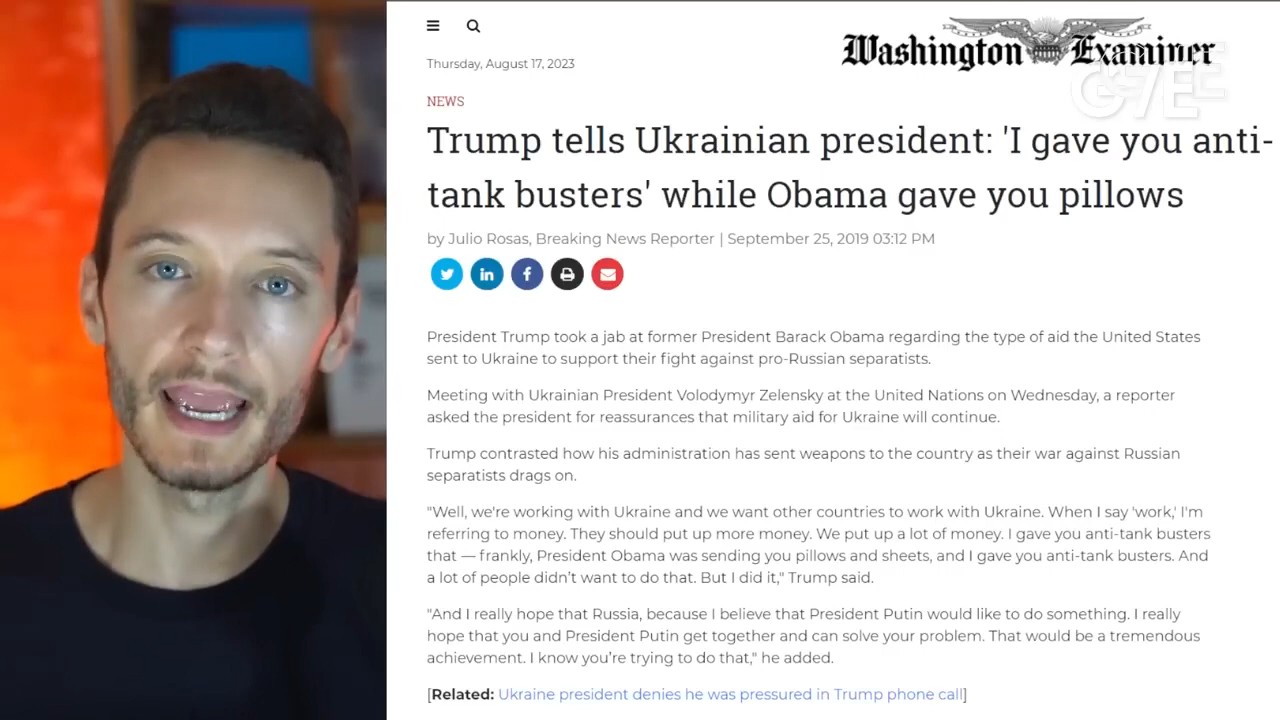 Washington Examiner
Thursday, August 17, 2023
NEWS
Trump tells Ukrainian president: 'I gave you anti-
tank busters' while Obama gave you pillows
by Julio Rosas, Breaking News Reporter | September 25, 2019 03:12 PM
President Trump took a jab at former President Barack Obama regarding the type of aid the United States
sent to Ukraine to support their fight against pro-Russian separatists.
Meeting with Ukrainian President Volodymyr Zelensky at the United Nations on Wednesday, a reporter
asked the president for reassurances that military aid for Ukraine will continue.
Trump contrasted how his administration has sent weapons to the country as their war against Russian
separatists drags on.
"Well, we're working with Ukraine and we want other countries to work with Ukraine. When I say 'work,' I'm
referring to money. They should put up more money. We put up a lot of money. I gave you anti-tank busters
that — frankly, President Obama was sending you pillows and sheets, and I gave you anti-tank busters. And
a lot of people didn't want to do that. But I did it," Trump said.
"And I really hope that Russia, because I believe that President Putin would like to do something. I really
hope that you and President Putin get together and can solve your problem. That would be a tremendous
achievement. I know you're trying to do that," he added.
[Related: Ukraine president denies he was pressured in Trump phone call]